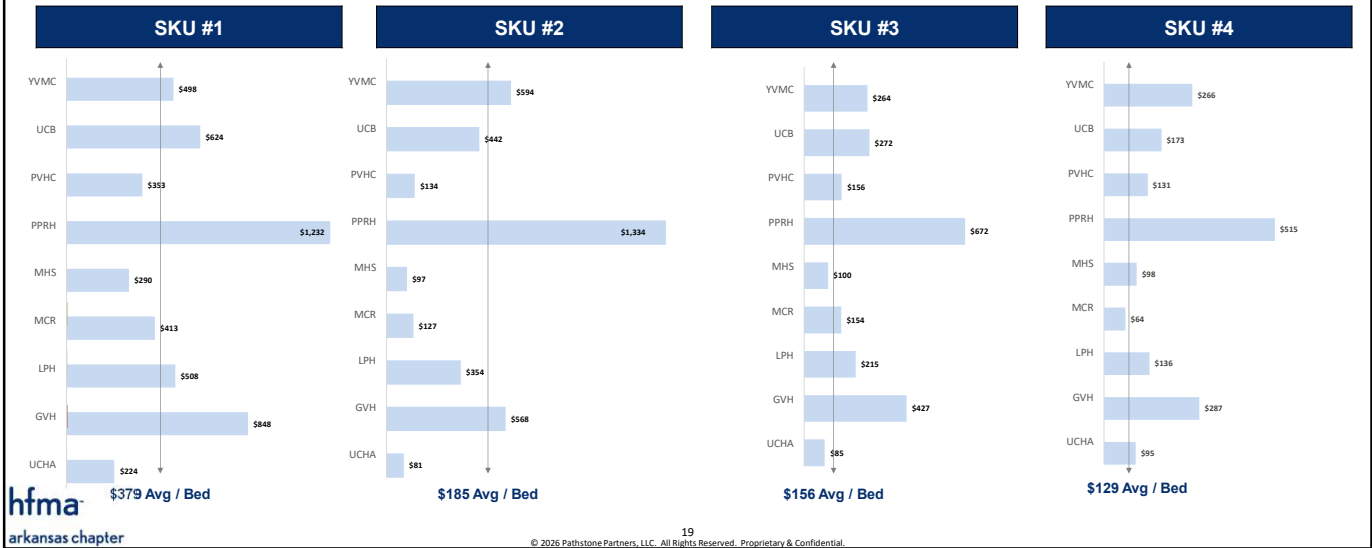 SKU #1
YVMC $498
UCB $624
PVHC $353
PPRH $1,232
MHS $290
MCR $413
LPH $508
GVH $848
UCHA $224
$379 Avg / Bed
SKU #2
YVMC $594
UCB $442
PVHC $134
PPRH $1,334
MHS $97
MCR $127
LPH $354
GVH $568
UCHA $81
$185 Avg / Bed
SKU #3
YVMC $264
UCB $272
PVHC $156
PPRH $672
MHS $100
MCR $154
LPH $215
GVH $427
UCHA $85
$156 Avg / Bed
SKU #4
YVMC $266
UCB $173
PVHC $131
PPRH $515
MHS $98
MCR $64
LPH $136
GVH $287
UCHA $95
$129 Avg / Bed
hfma
arkansas chapter
19
© 2026 Pathstone Partners, LLC. All Rights Reserved. Proprietary & Confidential.